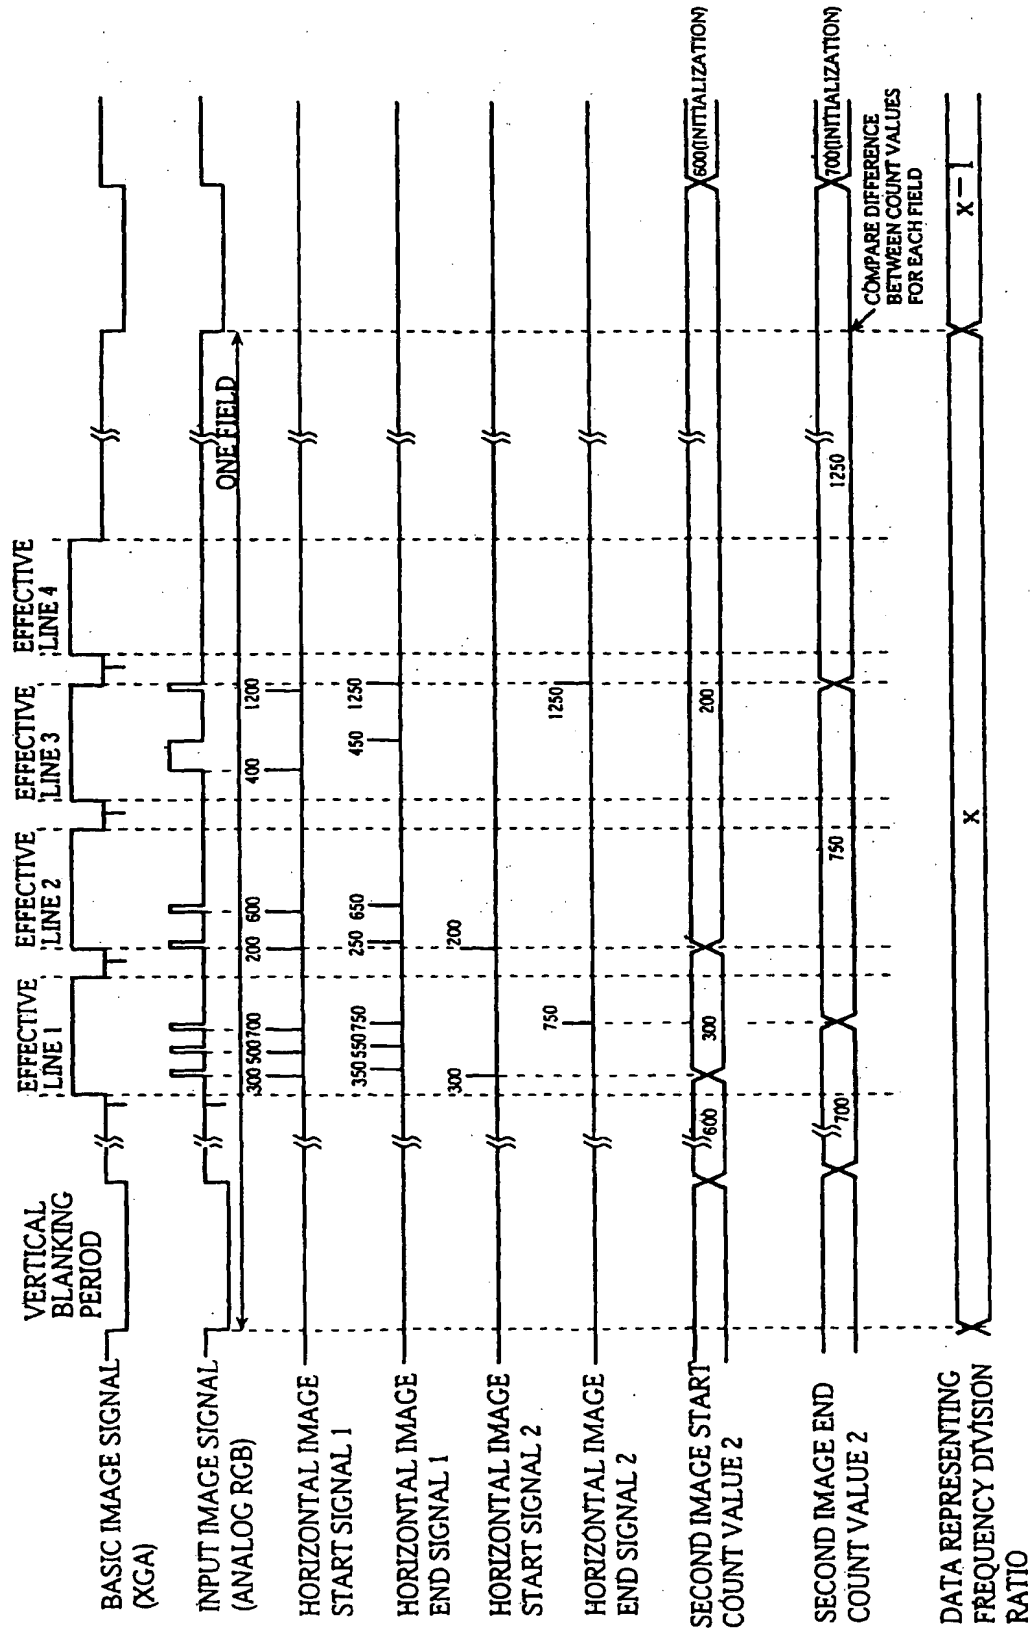 EFFECTIVE
LINE 1
EFFECTIVE
LINE 2
EFFECTIVE
LINE 3
EFFECTIVE
LINE 4
VERTICAL
BLANKING
PERIOD
BASIC IMAGE SIGNAL
(XGA)
INPUT IMAGE SIGNAL
(ANALOG RGB)
ONE FIELD
HORIZONTAL IMAGE
START SIGNAL 1
300 500 700 200 600 400 1200
HORIZONTAL IMAGE
END SIGNAL 1
350 550 750 250 650 450 1250
HORIZONTAL IMAGE
START SIGNAL 2
300 200
HORIZONTAL IMAGE
END SIGNAL 2
750 1250
SECOND IMAGE START
COUNT VALUE 2
600 300 200 600(INITIALIZATION)
SECOND IMAGE END
COUNT VALUE 2
700 750 1250 700(INITIALIZATION)
COMPARE DIFFERENCE
BETWEEN COUNT VALUES
FOR EACH FIELD
DATA REPRESENTING
FREQUENCY DIVISION
RATIO
X X-1